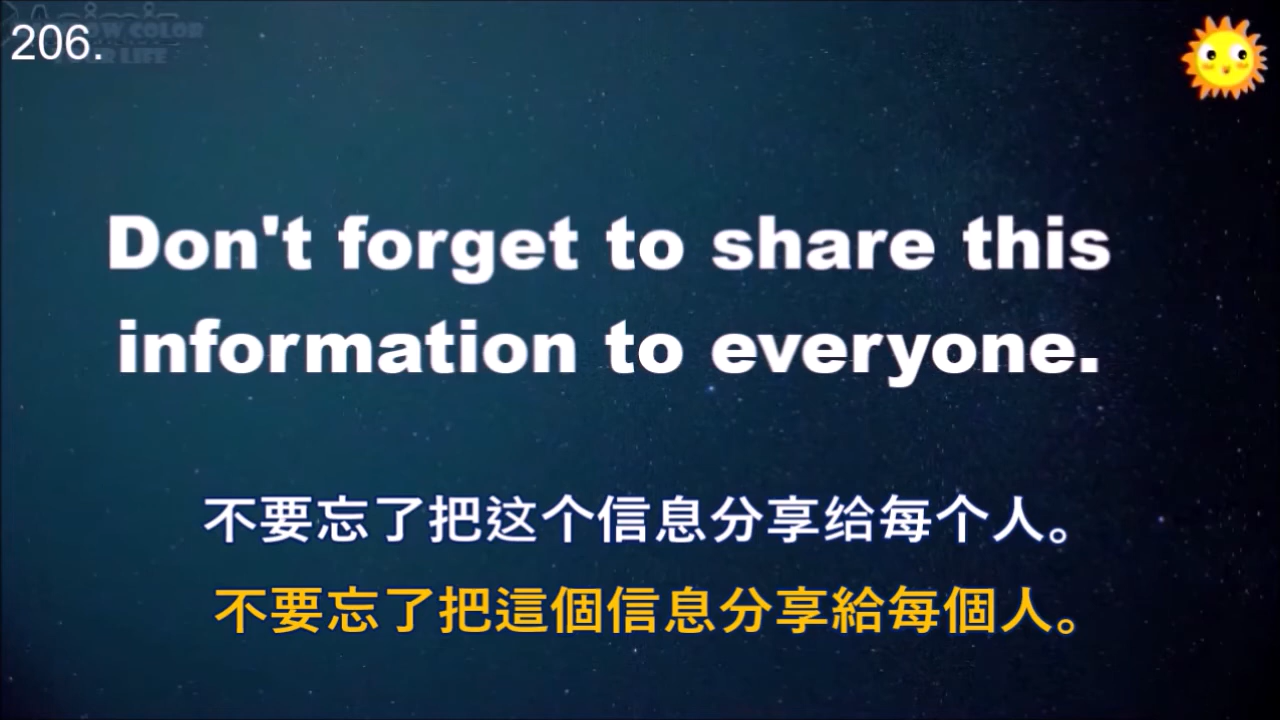 206.
Don't forget to share this
information to everyone.
不要忘了把这个信息分享给每个人。
不要忘了把這個信息分享給每個人。